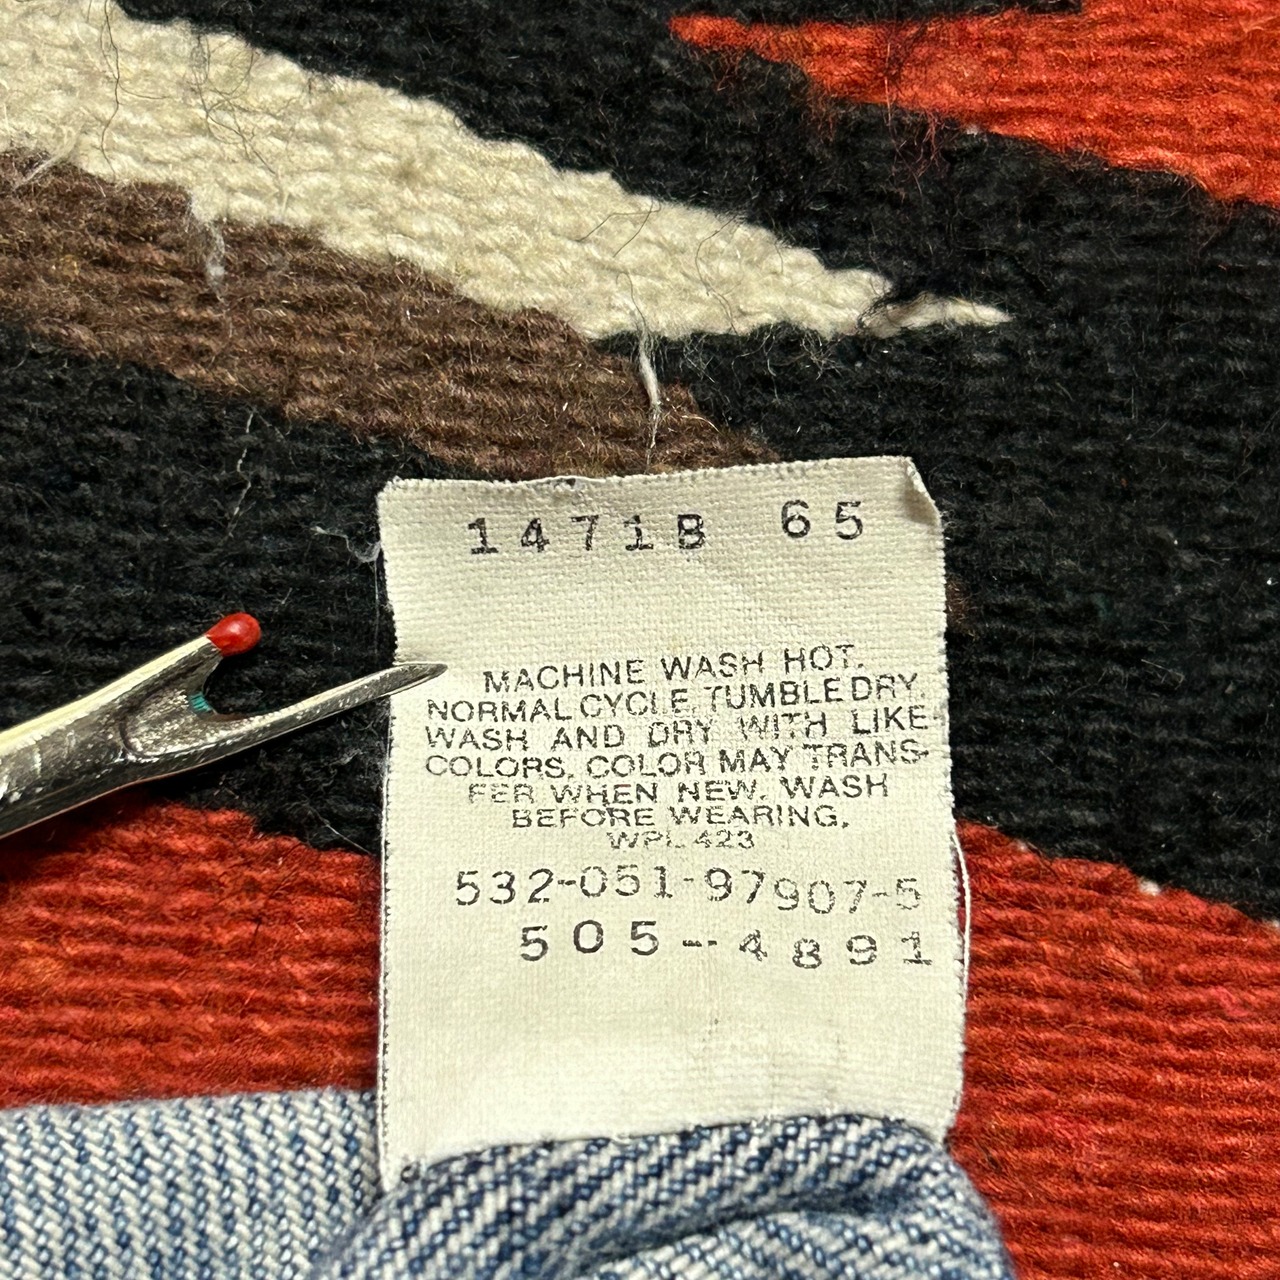 14718 65
MACHINE WASH HOT.
NORMAL CYCLE. TUMBLE DRY.
WASH AND DRY WITH LIKE
COLORS. COLOR MAY TRANS-
FER WHEN NEW. WASH
BEFORE WEARING.
WPL 423
532-051-97907-5
505-4891